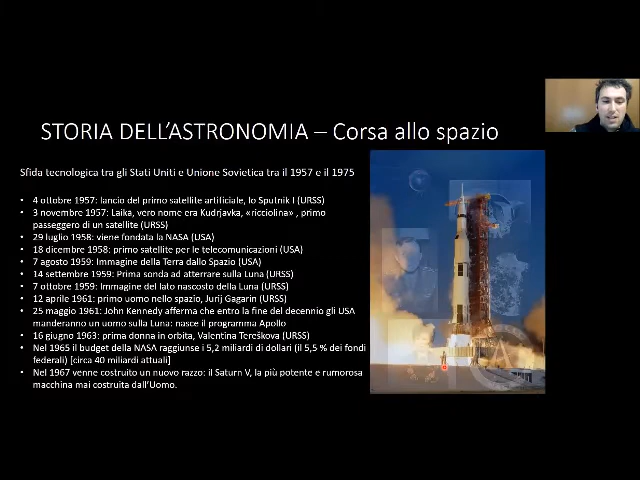 STORIA DELL'ASTRONOMIA – Corsa allo spazio
Sfida tecnologica tra gli Stati Uniti e Unione Sovietica tra il 1957 e il 1975
• 4 ottobre 1957: lancio del primo satellite artificiale, lo Sputnik I (URSS)
• 3 novembre 1957: Laika, vero nome era Kudrjavka, «ricciolina» , primo
passeggero di un satellite (URSS)
• 29 luglio 1958: viene fondata la NASA (USA)
• 18 dicembre 1958: primo satellite per le telecomunicazioni (USA)
• 7 agosto 1959: Immagine della Terra dallo Spazio (USA)
• 14 settembre 1959: Prima sonda ad atterrare sulla Luna (URSS)
• 7 ottobre 1959: Immagine del lato nascosto della Luna (URSS)
• 12 aprile 1961: primo uomo nello spazio, Jurij Gagarin (URSS)
• 25 maggio 1961: John Kennedy afferma che entro la fine del decennio gli USA
manderanno un uomo sulla Luna: nasce il programma Apollo
• 16 giugno 1963: prima donna in orbita, Valentina Tereškova (URSS)
• Nel 1965 il budget della NASA raggiunse i 5,2 miliardi di dollari (il 5,5 % dei fondi
federali) [circa 40 miliardi attuali]
• Nel 1967 venne costruito un nuovo razzo: il Saturn V, la più potente e rumorosa
macchina mai costruita dall'Uomo.